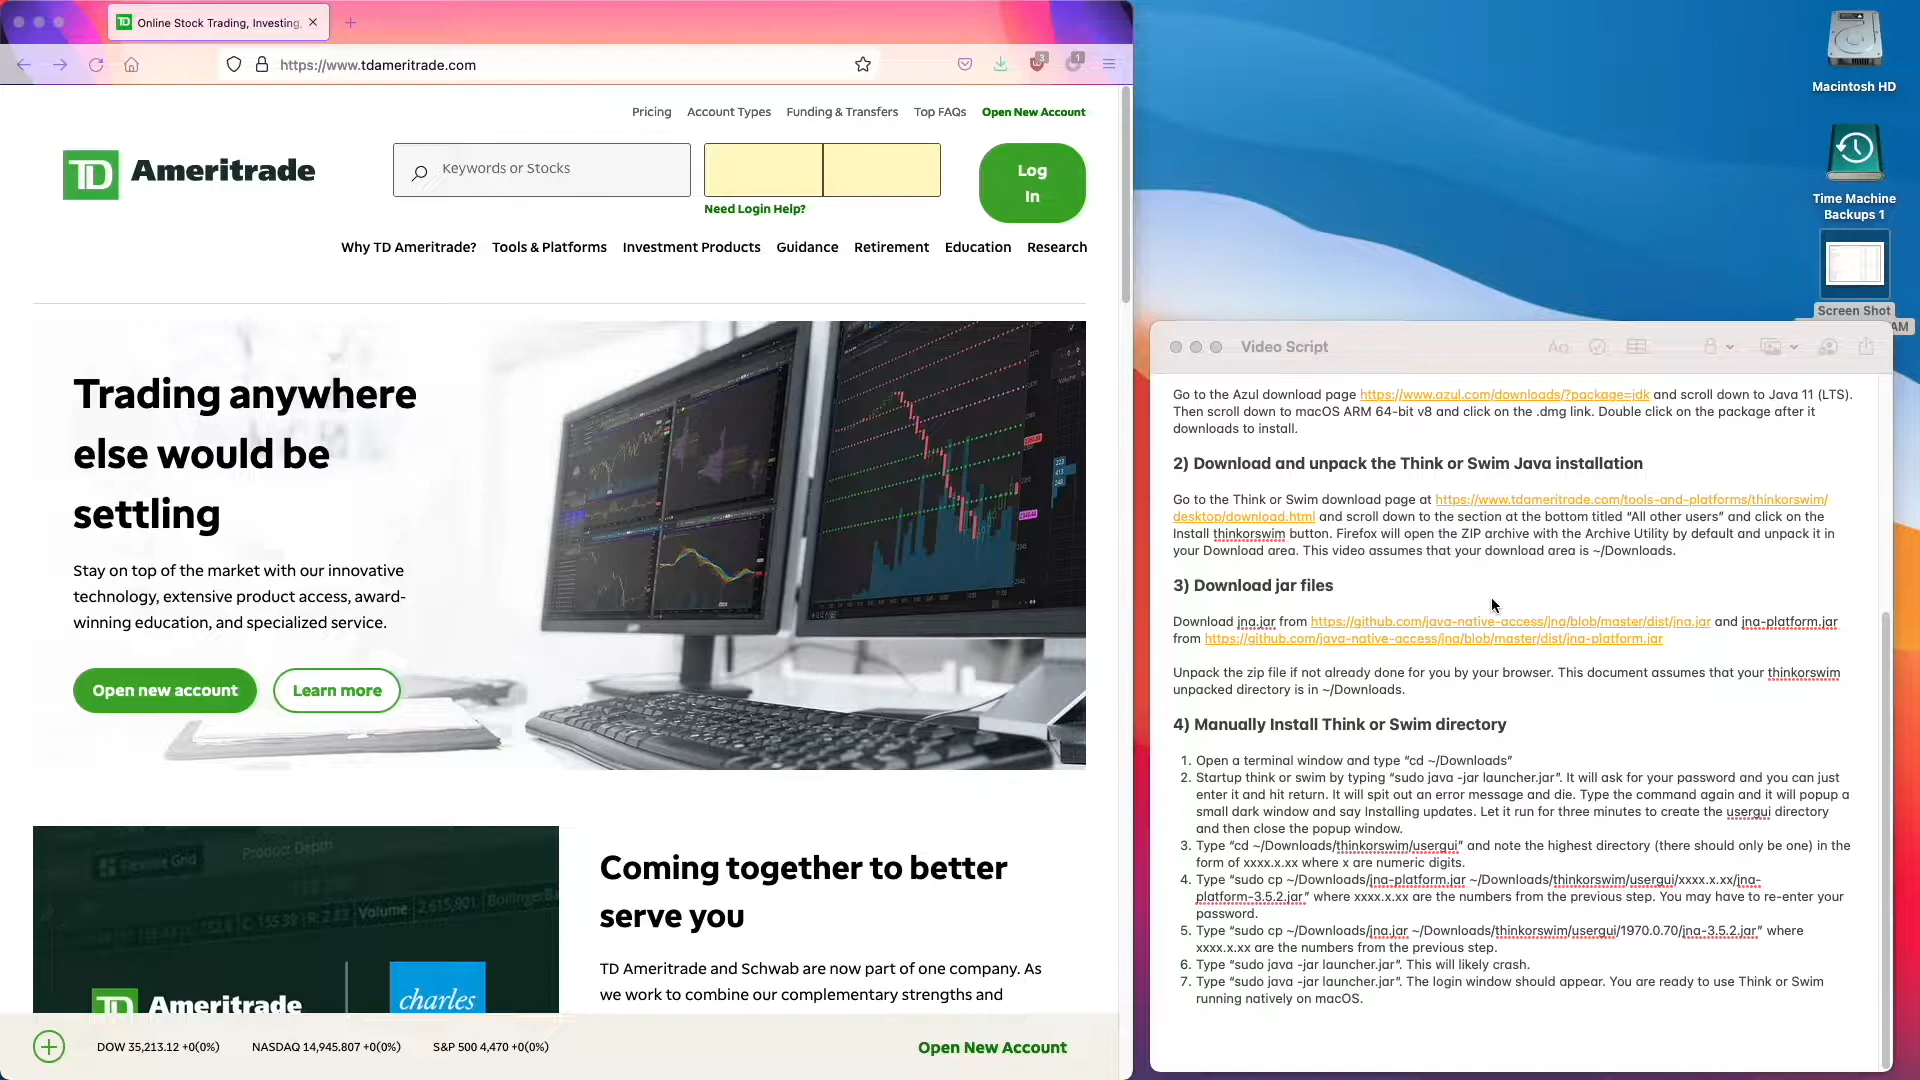 Online Stock Trading, Investing,
https://www.tdameritrade.com
3
1
Pricing
Account Types
Funding & Transfers
Top FAQs
Open New Account
TD Ameritrade
Keywords or Stocks
Need Login Help?
Log
In
Why TD Ameritrade?
Tools & Platforms
Investment Products
Guidance
Retirement
Education
Research
Trading anywhere
else would be
settling
Stay on top of the market with our innovative
technology, extensive product access, award-
winning education, and specialized service.
Open new account
Learn more
Product Depth
Volume
2,615,901
TD Ameritrade
charles
Coming together to better
serve you
TD Ameritrade and Schwab are now part of one company. As
we work to combine our complementary strengths and
DOW 35,213.12 +0(0%)
NASDAQ 14,945.807 +0(0%)
S&P 500 4,470 +0(0%)
Open New Account
Macintosh HD
Time Machine
Backups 1
Screen Shot
AM
Video Script
Go to the Azul download page https://www.azul.com/downloads/?package=jdk and scroll down to Java 11 (LTS).
Then scroll down to macOS ARM 64-bit v8 and click on the .dmg link. Double click on the package after it
downloads to install.
2) Download and unpack the Think or Swim Java installation
Go to the Think or Swim download page at https://www.tdameritrade.com/tools-and-platforms/thinkorswim/
desktop/download.html and scroll down to the section at the bottom titled “All other users” and click on the
Install thinkorswim button. Firefox will open the ZIP archive with the Archive Utility by default and unpack it in
your Download area. This video assumes that your download area is ~/Downloads.
3) Download jar files
Download jna.jar from https://github.com/java-native-access/jna/blob/master/dist/jna.jar and jna-platform.jar
from https://github.com/java-native-access/jna/blob/master/dist/jna-platform.jar
Unpack the zip file if not already done for you by your browser. This document assumes that your thinkorswim
unpacked directory is in ~/Downloads.
4) Manually Install Think or Swim directory
1. Open a terminal window and type “cd ~/Downloads”
2. Startup think or swim by typing “sudo java -jar launcher.jar”. It will ask for your password and you can just
enter it and hit return. It will spit out an error message and die. Type the command again and it will popup a
small dark window and say Installing updates. Let it run for three minutes to create the usergui directory
and then close the popup window.
3. Type “cd ~/Downloads/thinkorswim/usergui” and note the highest directory (there should only be one) in the
form of xxxx.x.xx where x are numeric digits.
4. Type “sudo cp ~/Downloads/jna-platform.jar ~/Downloads/thinkorswim/usergui/xxxx.x.xx/jna-
platform-3.5.2.jar” where xxxx.x.xx are the numbers from the previous step. You may have to re-enter your
password.
5. Type “sudo cp ~/Downloads/jna.jar ~/Downloads/thinkorswim/usergui/1970.0.70/jna-3.5.2.jar” where
xxxx.x.xx are the numbers from the previous step.
6. Type “sudo java -jar launcher.jar”. This will likely crash.
7. Type “sudo java -jar launcher.jar”. The login window should appear. You are ready to use Think or Swim
running natively on macOS.